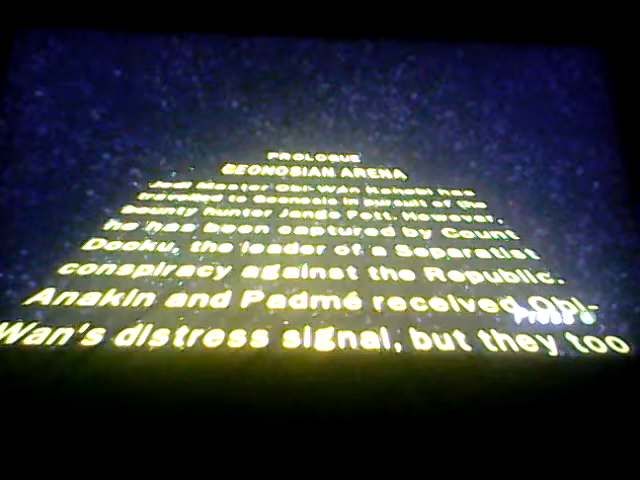 PROLOGUE
GEONOSIAN ARENA
Jedi Master Obi-Wan Kenobi has
traveled to Geonosis in pursuit of the
bounty hunter Jango Fett. However,
he has been captured by Count
Dooku, the leader of a Separatist
conspiracy against the Republic.
Anakin and Padmé received Obi-
Press
Wan's distress signal, but they too